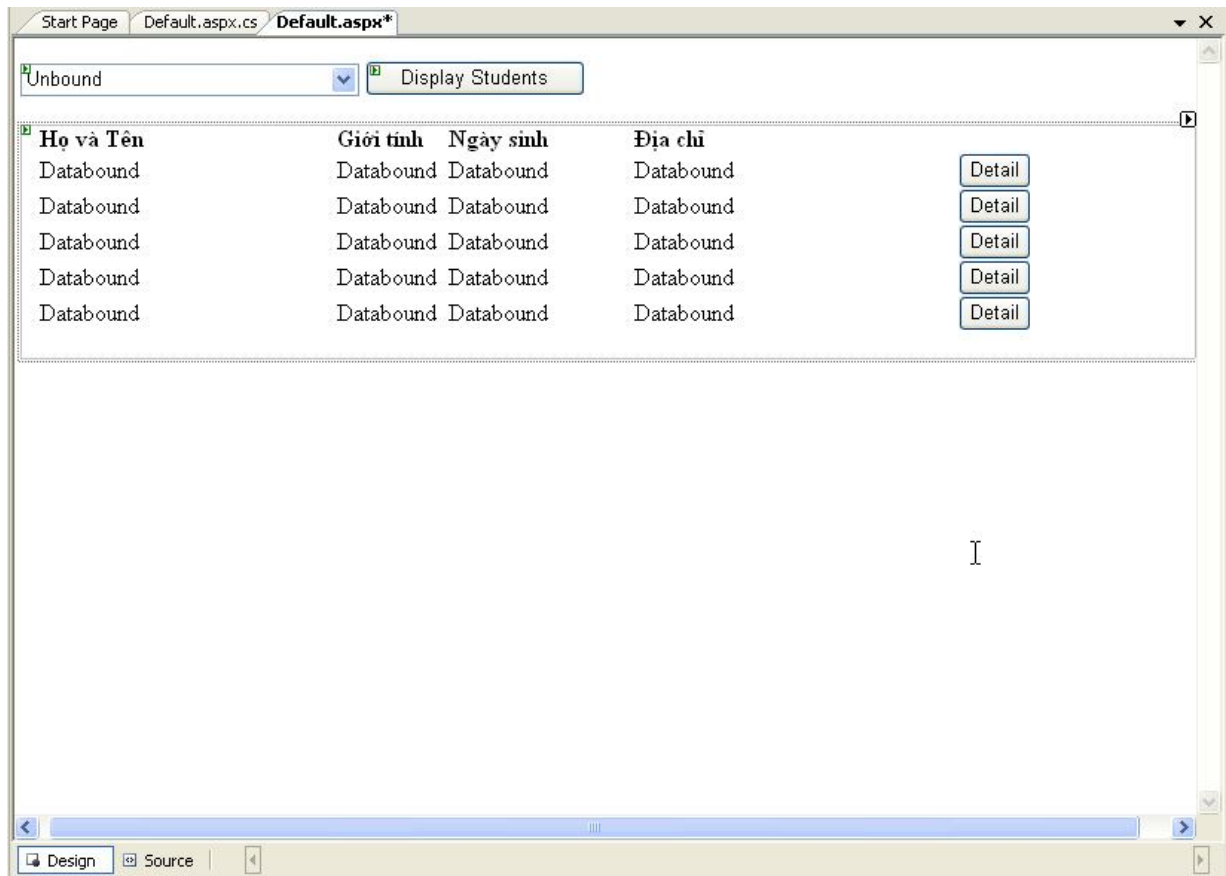 Start Page Default.aspx.cs Default.aspx*
Unbound Display Students
Họ và Tên Giới tính Ngày sinh Địa chỉ
Databound Databound Databound Databound Detail
Databound Databound Databound Databound Detail
Databound Databound Databound Databound Detail
Databound Databound Databound Databound Detail
Databound Databound Databound Databound Detail
Design Source